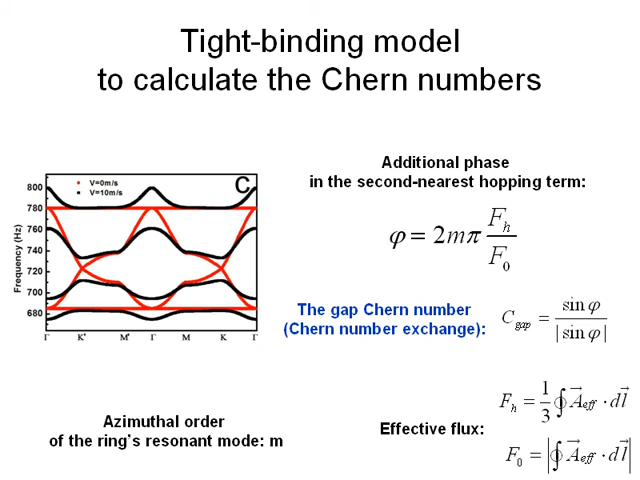 Tight-binding model
to calculate the Chern numbers
Additional phase
in the second-nearest hopping term:
φ = 2mπ F_h / F_0
C
V=0m/s
V=10m/s
800
780
760
740
720
700
680
Frequency (Hz)
Γ K' M' Γ M K Γ
The gap Chern number
(Chern number exchange):
C_gap = sin φ / |sin φ|
Azimuthal order
of the ring's resonant mode: m
Effective flux:
F_h = 1/3 ∮ A⃗_eff · dl⃗
F_0 = |∮ A⃗_eff · dl⃗|